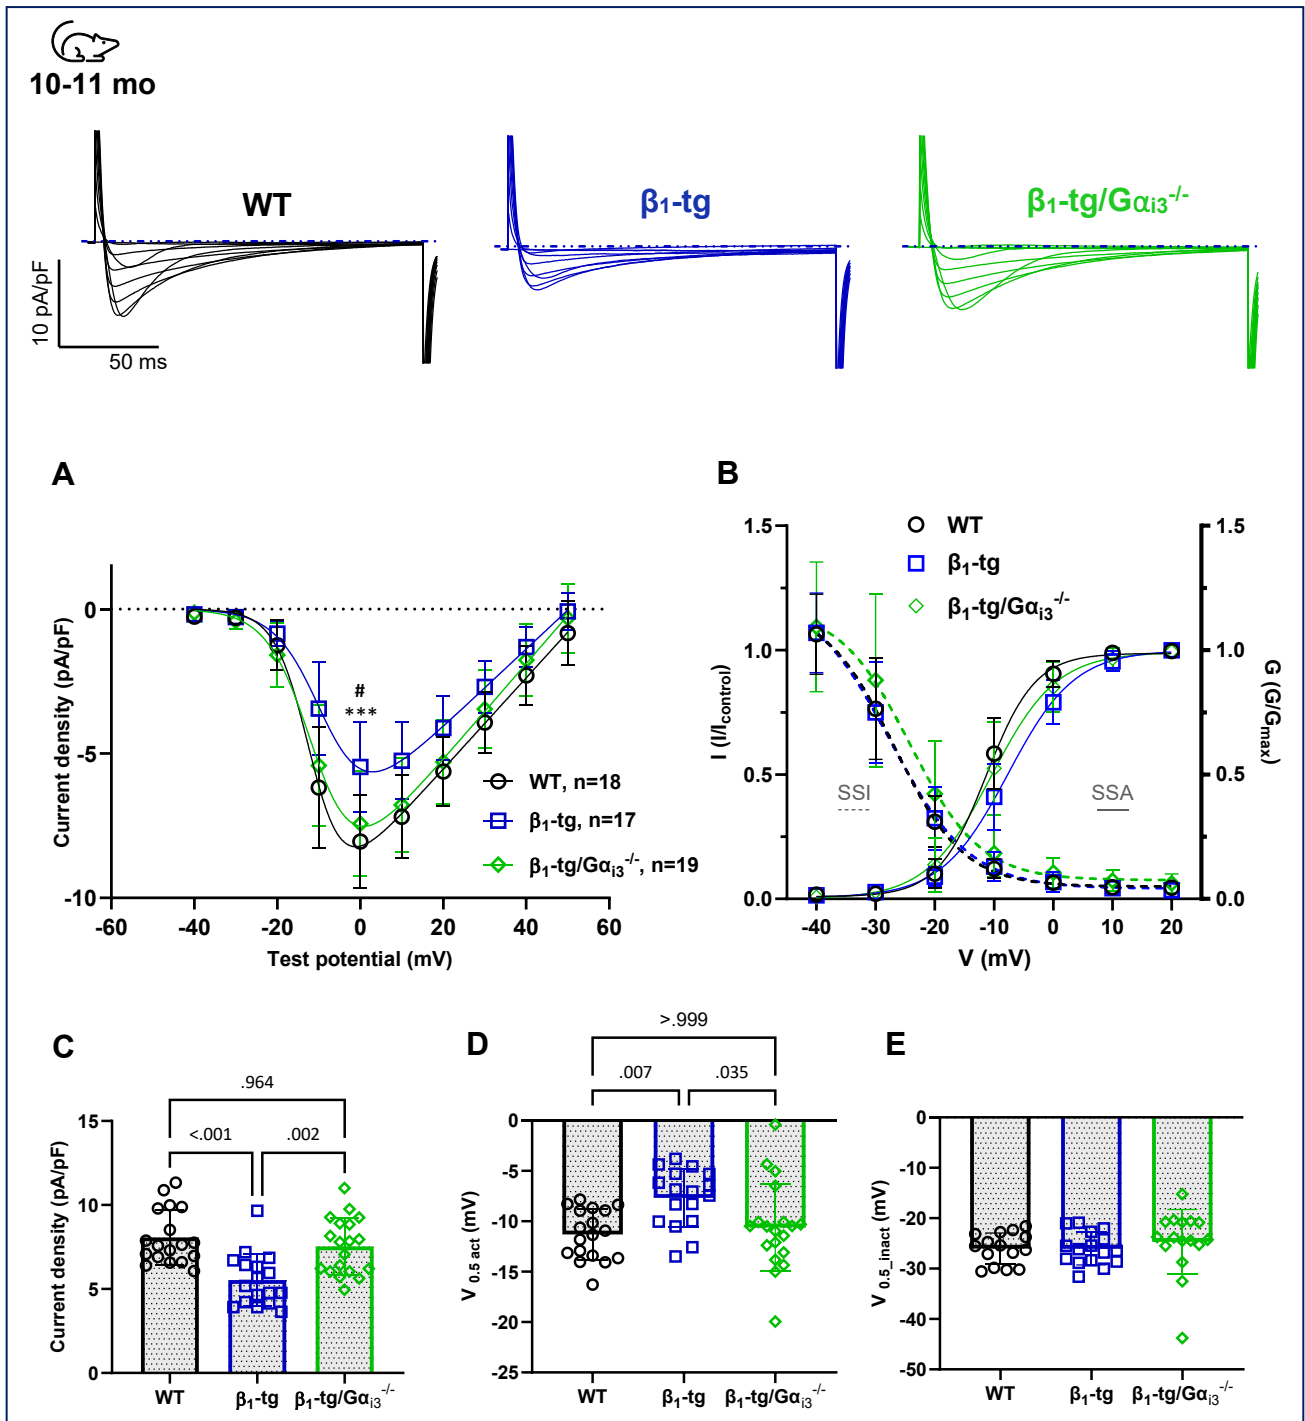 10-11 mo
WT
β1-tg
β1-tg/Gαi3-/-
10 pA/pF
50 ms
A
Current density (pA/pF)
0
-5
-10
-60
-40
-20
0
20
40
60
Test potential (mV)
#
***
WT, n=18
β1-tg, n=17
β1-tg/Gαi3-/-, n=19
B
I (I/Icontrol)
1.5
1.0
0.5
0.0
WT
β1-tg
β1-tg/Gαi3-/-
SSI
SSA
1.5
1.0
0.5
0.0
G (G/Gmax)
-40
-30
-20
-10
0
10
20
V (mV)
C
Current density (pA/pF)
15
10
5
0
.964
<.001
.002
WT
β1-tg
β1-tg/Gαi3-/-
D
V 0.5 act (mV)
0
-5
-10
-15
-20
-25
>.999
.007
.035
WT
β1-tg
β1-tg/Gαi3-/-
E
V 0.5_inact (mV)
0
-10
-20
-30
-40
-50
WT
β1-tg
β1-tg/Gαi3-/-